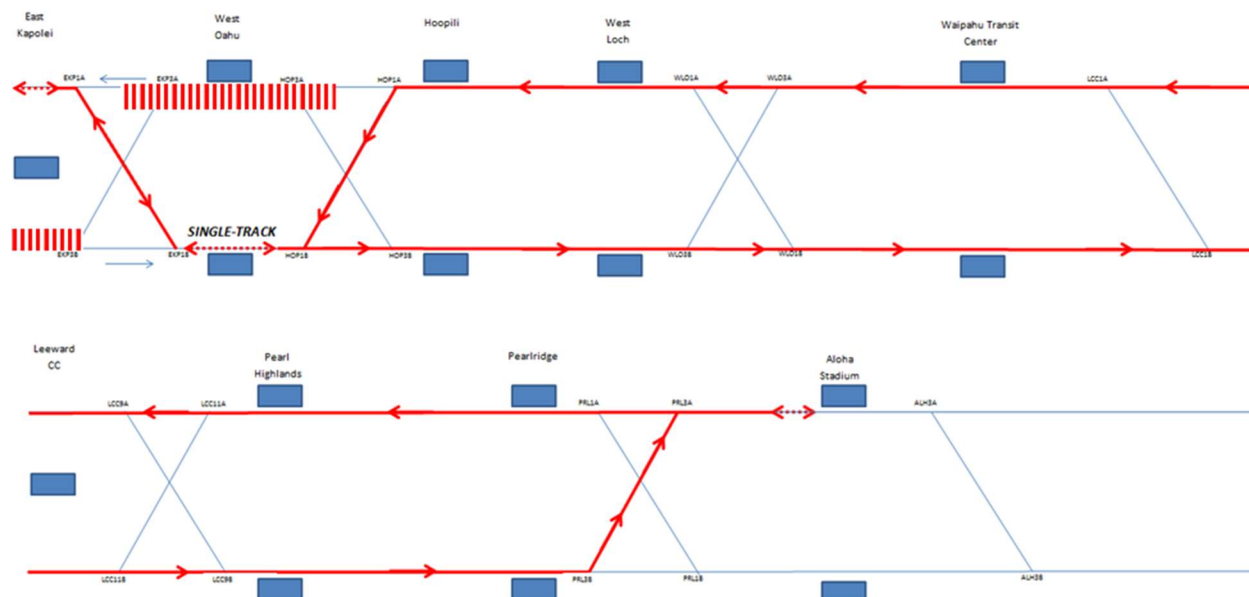 East
Kapolei
West
Oahu
Hoopili
West
Loch
Waipahu Transit
Center
EKP1A
EKP3A
HOP3A
HOP1A
WLO1A
WLO3A
LCC1A
SINGLE-TRACK
EKP3B
EKP1B
HOP1B
HOP3B
WLO3B
WLO1B
LCC1B
Leeward
CC
Pearl
Highlands
Pearlridge
Aloha
Stadium
LCC9A
LCC11A
PRL1A
PRL3A
ALH3A
LCC11B
LCC9B
PRL3B
PRL1B
ALH3B